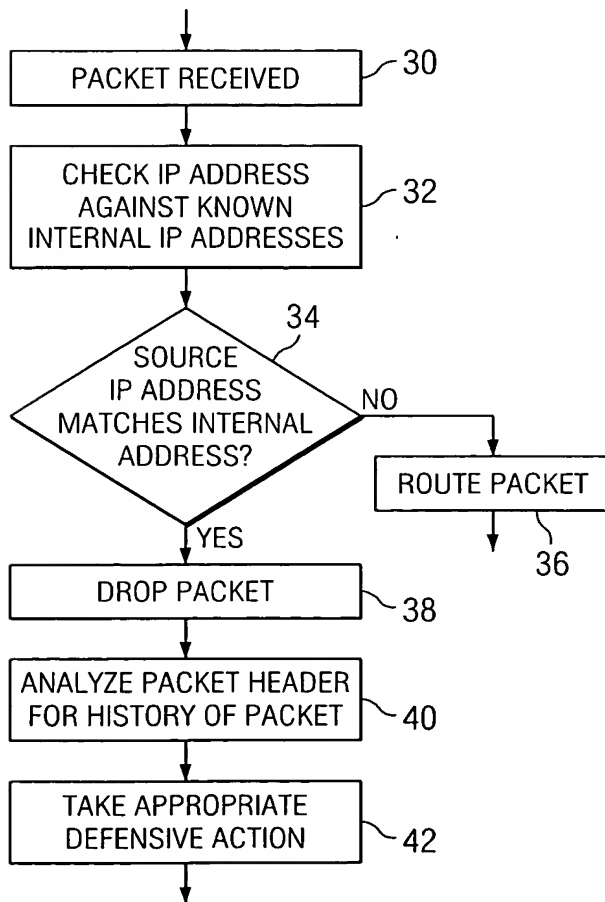 PACKET RECEIVED
30
CHECK IP ADDRESS
AGAINST KNOWN
INTERNAL IP ADDRESSES
32
34
SOURCE
IP ADDRESS
MATCHES INTERNAL
ADDRESS?
NO
ROUTE PACKET
36
YES
DROP PACKET
38
ANALYZE PACKET HEADER
FOR HISTORY OF PACKET
40
TAKE APPROPRIATE
DEFENSIVE ACTION
42